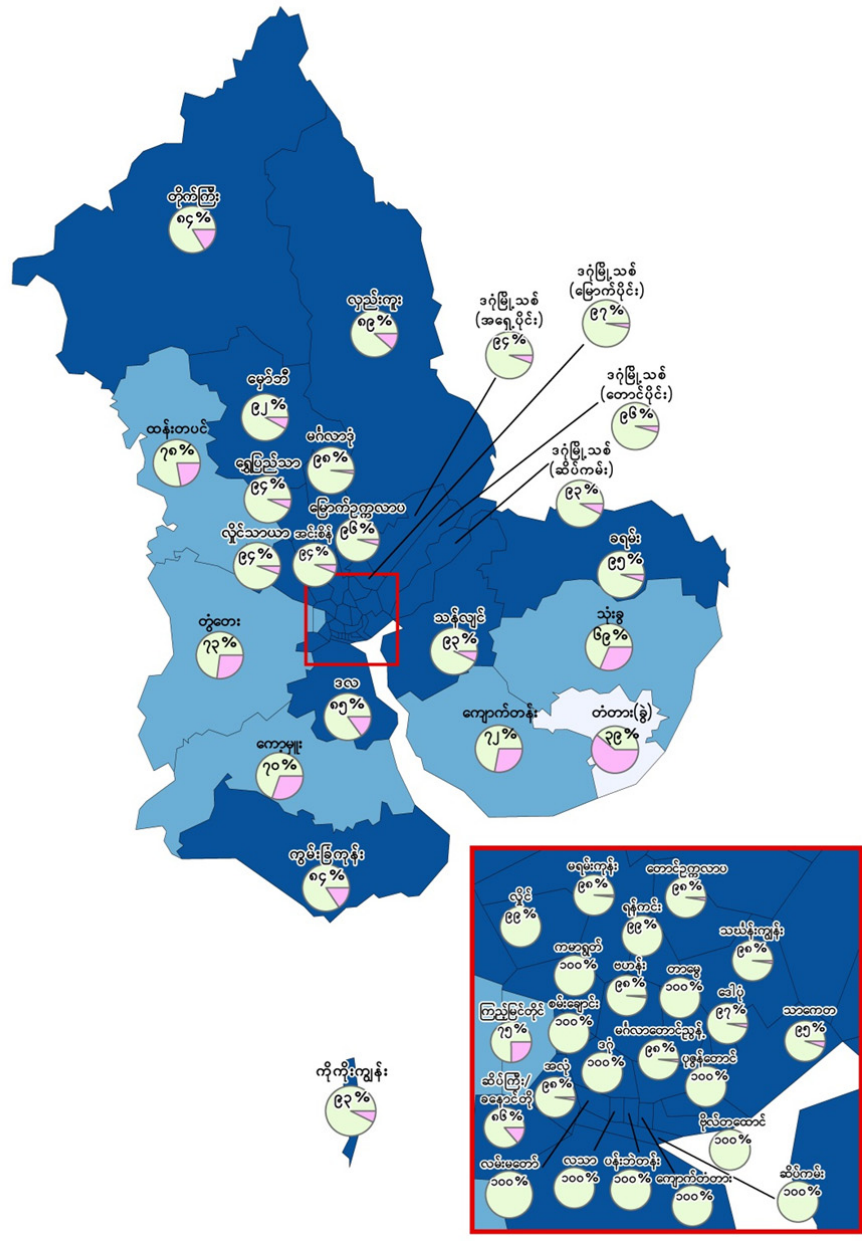 တိုက်ကြီး
၈၄%
လှည်းကူး
၈၉%
ဒဂုံမြို့သစ်
(အရှေ့ပိုင်း)
၉၄%
ဒဂုံမြို့သစ်
(မြောက်ပိုင်း)
၉၇%
ဒဂုံမြို့သစ်
(တောင်ပိုင်း)
၉၆%
ဒဂုံမြို့သစ်
(ဆိပ်ကမ်း)
၉၃%
မှော်ဘီ
၉၂%
ထန်းတပင်
၇၈%
မင်္ဂလာဒုံ
၉၈%
ရွှေပြည်သာ
၉၄%
မြောက်ဥက္ကလာပ
၉၆%
လှိုင်သာယာ
၉၄%
အင်းစိန်
၉၄%
ခရမ်း
၉၅%
တွံတေး
၇၃%
သန်လျင်
၉၃%
သုံးခွ
၆၉%
ဒလ
၈၅%
ကျောက်တန်း
၇၂%
တံတား(ခွဲ)
၃၉%
ကော့မှူး
၇၀%
ကွမ်းခြံကုန်း
၈၄%
ကိုကိုးကျွန်း
၉၃%
မရမ်းကုန်း
၉၈%
တောင်ဥက္ကလာပ
၉၈%
လှိုင်
၉၉%
ရန်ကင်း
၉၉%
သင်္ဃန်းကျွန်း
၉၈%
ကမာရွတ်
၁၀၀%
ဗဟန်း
၉၈%
တာမွေ
၁၀၀%
ဒေါပုံ
၉၇%
သာကေတ
၉၅%
ကြည့်မြင်တိုင်
၇၅%
စမ်းချောင်း
၁၀၀%
မင်္ဂလာတောင်ညွန့်
၉၈%
ဒဂုံ
၁၀၀%
ပုဇွန်တောင်
၁၀၀%
ဆိပ်ကြီး/
ခနောင်တို
၈၆%
အလုံ
၉၈%
ဗိုလ်တထောင်
၁၀၀%
လမ်းမတော်
၁၀၀%
လသာ
၁၀၀%
ပန်းဘဲတန်း
၁၀၀%
ကျောက်တံတား
၁၀၀%
ဆိပ်ကမ်း
၁၀၀%